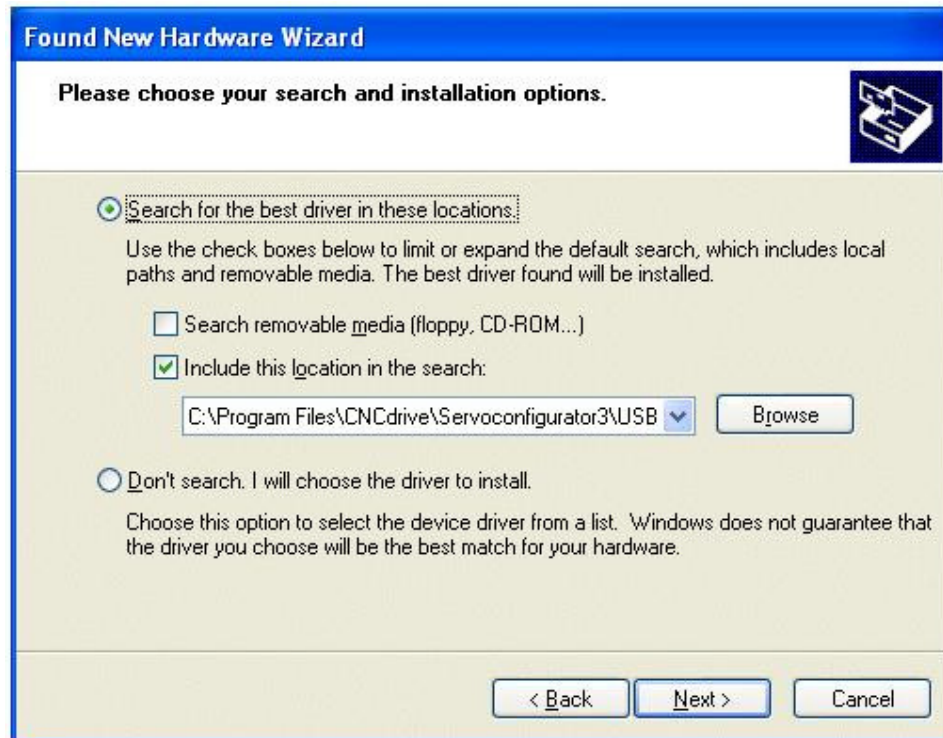 Found New Hardware Wizard
Please choose your search and installation options.
Search for the best driver in these locations.
Use the check boxes below to limit or expand the default search, which includes local
paths and removable media. The best driver found will be installed.
Search removable media (floppy, CD-ROM...)
Include this location in the search:
C:\Program Files\CNCdrive\Servoconfigurator3\USB
Browse
Don't search. I will choose the driver to install.
Choose this option to select the device driver from a list. Windows does not guarantee that
the driver you choose will be the best match for your hardware.
< Back Next > Cancel